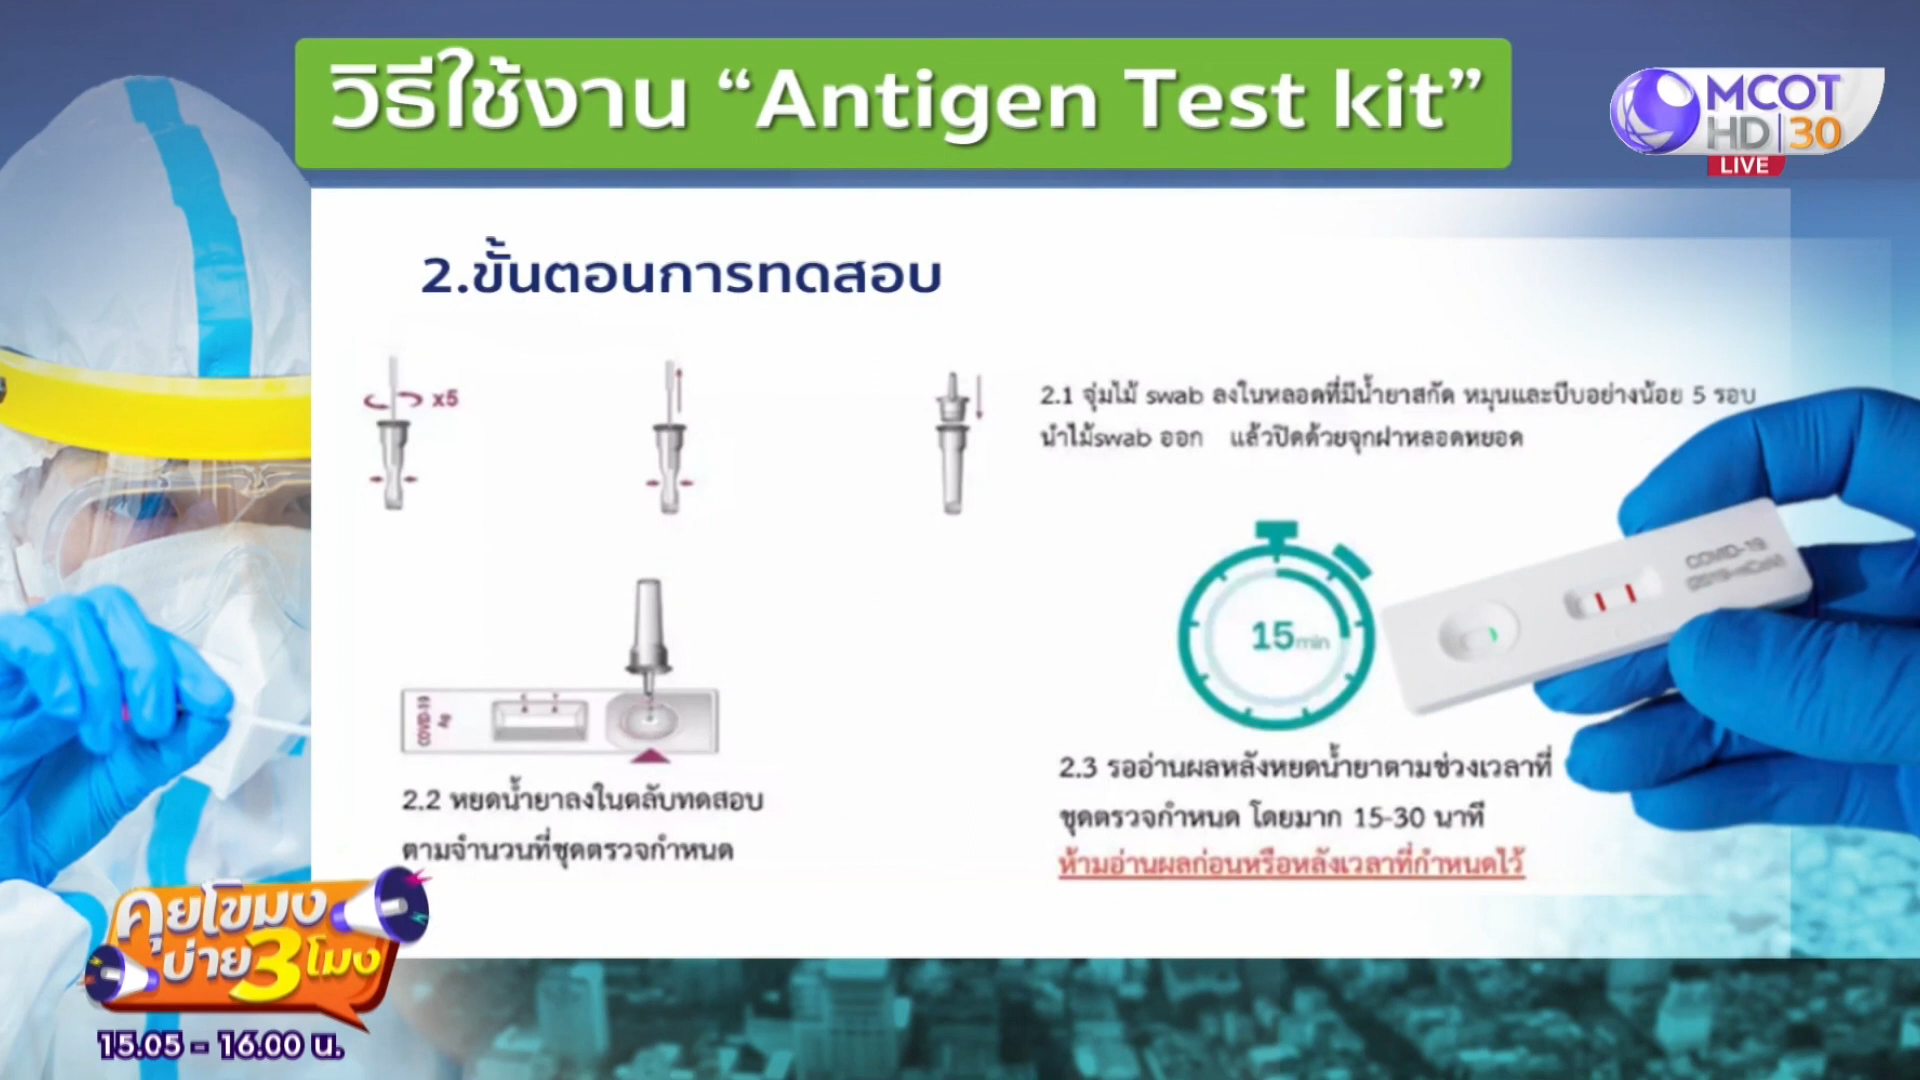 วิธีใช้งาน “Antigen Test kit”
MCOT
HD 30
LIVE
2.ขั้นตอนการทดสอบ
x5
2.1 จุ่มไม้ swab ลงในหลอดที่มีน้ำยาสกัด หมุนและบีบอย่างน้อย 5 รอบ
นำไม้swab ออก แล้วปิดด้วยจุกฝาหลอดหยอด
COVID-19
Ag
C T
2.2 หยดน้ำยาลงในตลับทดสอบ
ตามจำนวนที่ชุดตรวจกำหนด
15min
COVID-19
(2019-nCoV)
2.3 รออ่านผลหลังหยดน้ำยาตามช่วงเวลาที่
ชุดตรวจกำหนด โดยมาก 15-30 นาที
ห้ามอ่านผลก่อนหรือหลังเวลาที่กำหนดไว้
คุยโขมง
บ่าย3โมง
15.05 - 16.00 น.